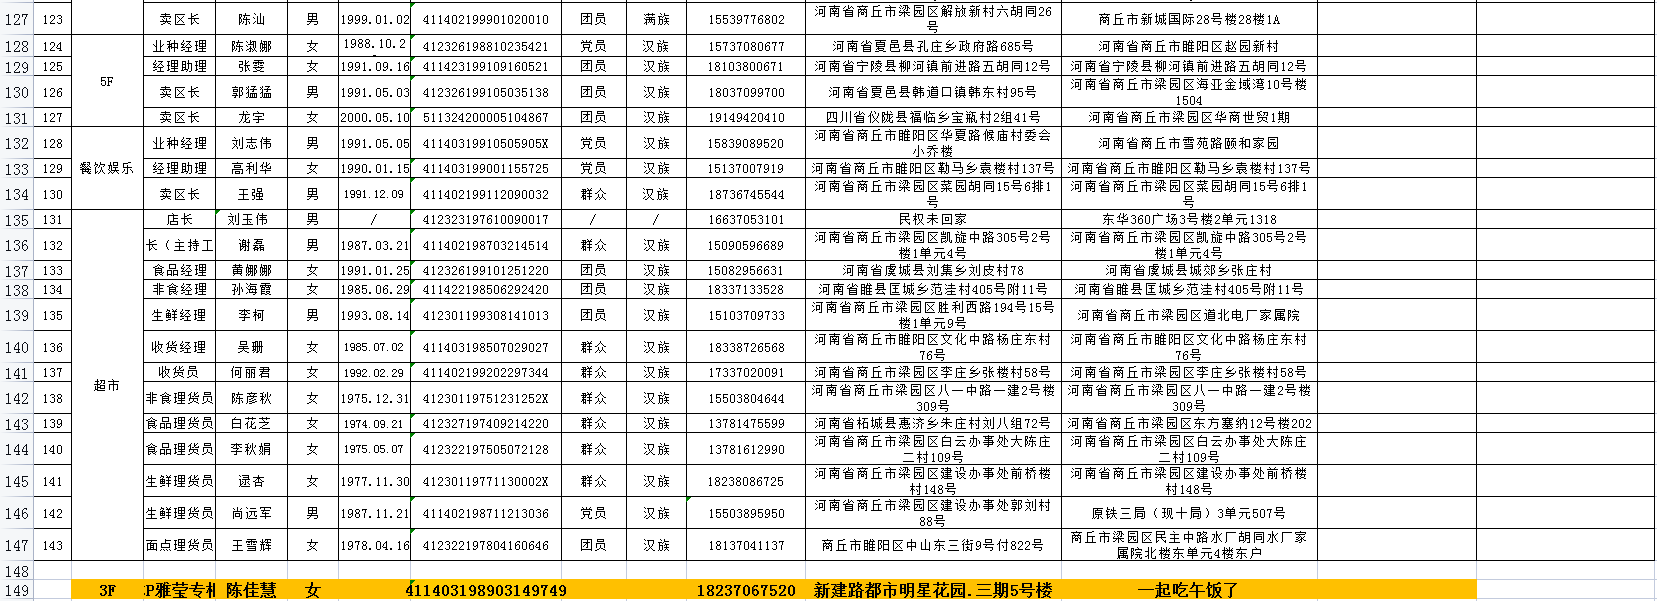 127 123 卖区长 陈汕 男 1999.01.02 411402199901020010 团员 满族 15539776802 河南省商丘市梁园区解放新村六胡同26号 商丘市新城国际28号楼28楼1A
128 124 5F 业种经理 陈淑娜 女 1988.10.2 412326198810235421 党员 汉族 15737080677 河南省夏邑县孔庄乡政府路685号 河南省商丘市睢阳区赵园新村
129 125 经理助理 张雯 女 1991.09.16 411423199109160521 团员 汉族 18103800671 河南省宁陵县柳河镇前进路五胡同12号 河南省宁陵县柳河镇前进路五胡同12号
130 126 卖区长 郭猛猛 男 1991.05.03 412326199105035138 团员 汉族 18037099700 河南省夏邑县韩道口镇韩东村95号 河南省商丘市梁园区海亚金域湾10号楼1504
131 127 卖区长 龙宇 女 2000.05.10 511324200005104867 团员 汉族 19149420410 四川省仪陇县福临乡宝瓶村2组41号 河南省商丘市梁园区华商世贸1期
132 128 餐饮娱乐 业种经理 刘志伟 男 1991.05.05 41140319910505905X 党员 汉族 15839089520 河南省商丘市睢阳区华夏路候庙村委会小乔楼 河南省商丘市雪苑路颐和家园
133 129 经理助理 高利华 女 1990.01.15 411403199001155725 党员 汉族 15137007919 河南省商丘市睢阳区勒马乡袁楼村137号 河南省商丘市睢阳区勒马乡袁楼村137号
134 130 卖区长 王强 男 1991.12.09 411402199112090032 群众 汉族 18736745544 河南省商丘市梁园区菜园胡同15号6排1号 河南省商丘市梁园区菜园胡同15号6排1号
135 131 超市 店长 刘玉伟 男 / 412323197610090017 / / 16637053101 民权未回家 东华360广场3号楼2单元1318
136 132 长（主持工 谢磊 男 1987.03.21 411402198703214514 群众 汉族 15090596689 河南省商丘市梁园区凯旋中路305号2号楼1单元4号 河南省商丘市梁园区凯旋中路305号2号楼1单元4号
137 133 食品经理 黄娜娜 女 1991.01.25 412326199101251220 团员 汉族 15082956631 河南省虞城县刘集乡刘皮村78 河南省虞城县城郊乡张庄村
138 134 非食经理 孙海霞 女 1985.06.29 411422198506292420 团员 汉族 18337133528 河南省睢县匡城乡范洼村405号附11号 河南省睢县匡城乡范洼村405号附11号
139 135 生鲜经理 李柯 男 1993.08.14 412301199308141013 团员 汉族 15103709733 河南省商丘市梁园区胜利西路194号15号楼1单元9号 河南省商丘市梁园区道北电厂家属院
140 136 收货经理 吴珊 女 1985.07.02 411403198507029027 群众 汉族 18338726568 河南省商丘市睢阳区文化中路杨庄东村76号 河南省商丘市睢阳区文化中路杨庄东村76号
141 137 收货员 何丽君 女 1992.02.29 411402199202297344 群众 汉族 17337020091 河南省商丘市梁园区李庄乡张楼村58号 河南省商丘市梁园区李庄乡张楼村58号
142 138 非食理货员 陈彦秋 女 1975.12.31 41230119751231252X 群众 汉族 15503804644 河南省商丘市梁园区八一中路一建2号楼309号 河南省商丘市梁园区八一中路一建2号楼309号
143 139 食品理货员 白花芝 女 1974.09.21 412327197409214220 群众 汉族 13781475599 河南省柘城县惠济乡朱庄村刘八组72号 河南省商丘市梁园区东方塞纳12号楼202
144 140 食品理货员 李秋娟 女 1975.05.07 412322197505072128 群众 汉族 13781612990 河南省商丘市梁园区白云办事处大陈庄二村109号 河南省商丘市梁园区白云办事处大陈庄二村109号
145 141 生鲜理货员 逯杏 女 1977.11.30 41230119771130002X 群众 汉族 18238086725 河南省商丘市梁园区建设办事处前桥楼村148号 河南省商丘市梁园区建设办事处前桥楼村148号
146 142 生鲜理货员 尚远军 男 1987.11.21 411402198711213036 党员 汉族 15503895950 河南省商丘市梁园区建设办事处郭刘村88号 原铁三局（现十局）3单元507号
147 143 面点理货员 王雪辉 女 1978.04.16 412322197804160646 团员 汉族 18137041137 商丘市睢阳区中山东三街9号付822号 商丘市梁园区民主中路水厂胡同水厂家属院北楼东单元4楼东户
148
149 3F P雅莹专柜 陈佳慧 女 411403198903149749 18237067520 新建路都市明星花园.三期5号楼 一起吃午饭了